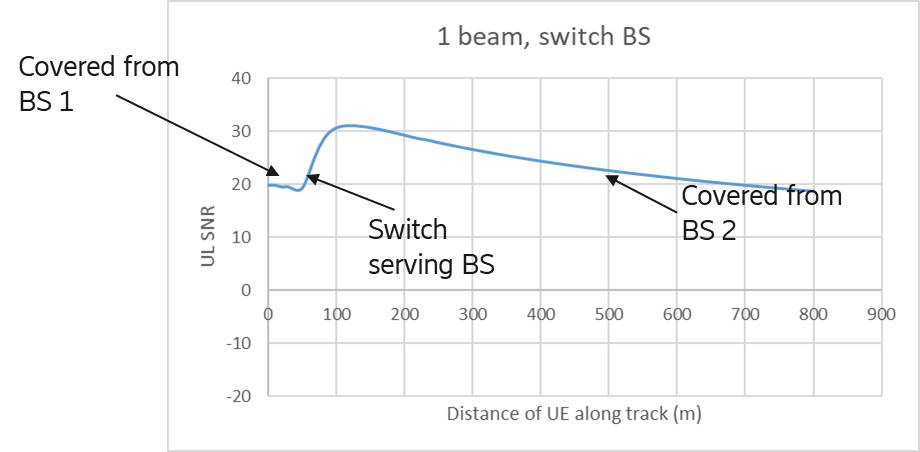 1 beam, switch BS
Covered from
BS 1
40
30
20
10
0
-10
-20
UL SNR
Switch
serving BS
Covered from
BS 2
0 100 200 300 400 500 600 700 800 900
Distance of UE along track (m)